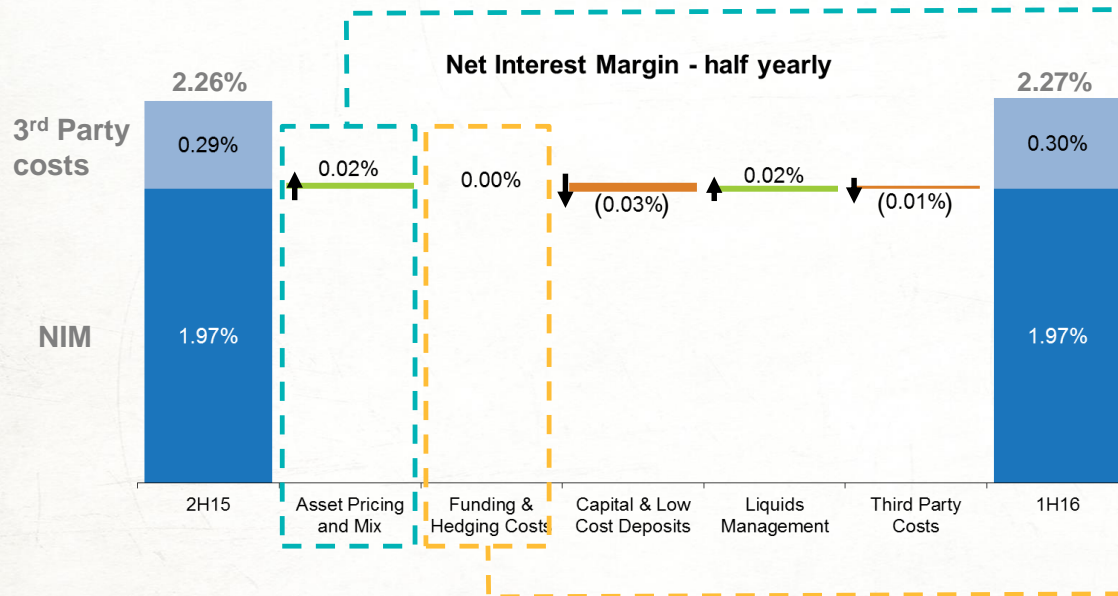 Net Interest Margin - half yearly
2.26%
2.27%
3rd Party
costs
0.29%
0.02%
0.00%
(0.03%)
0.02%
(0.01%)
0.30%
NIM
1.97%
1.97%
2H15
Asset Pricing
and Mix
Funding &
Hedging Costs
Capital & Low
Cost Deposits
Liquids
Management
Third Party
Costs
1H16